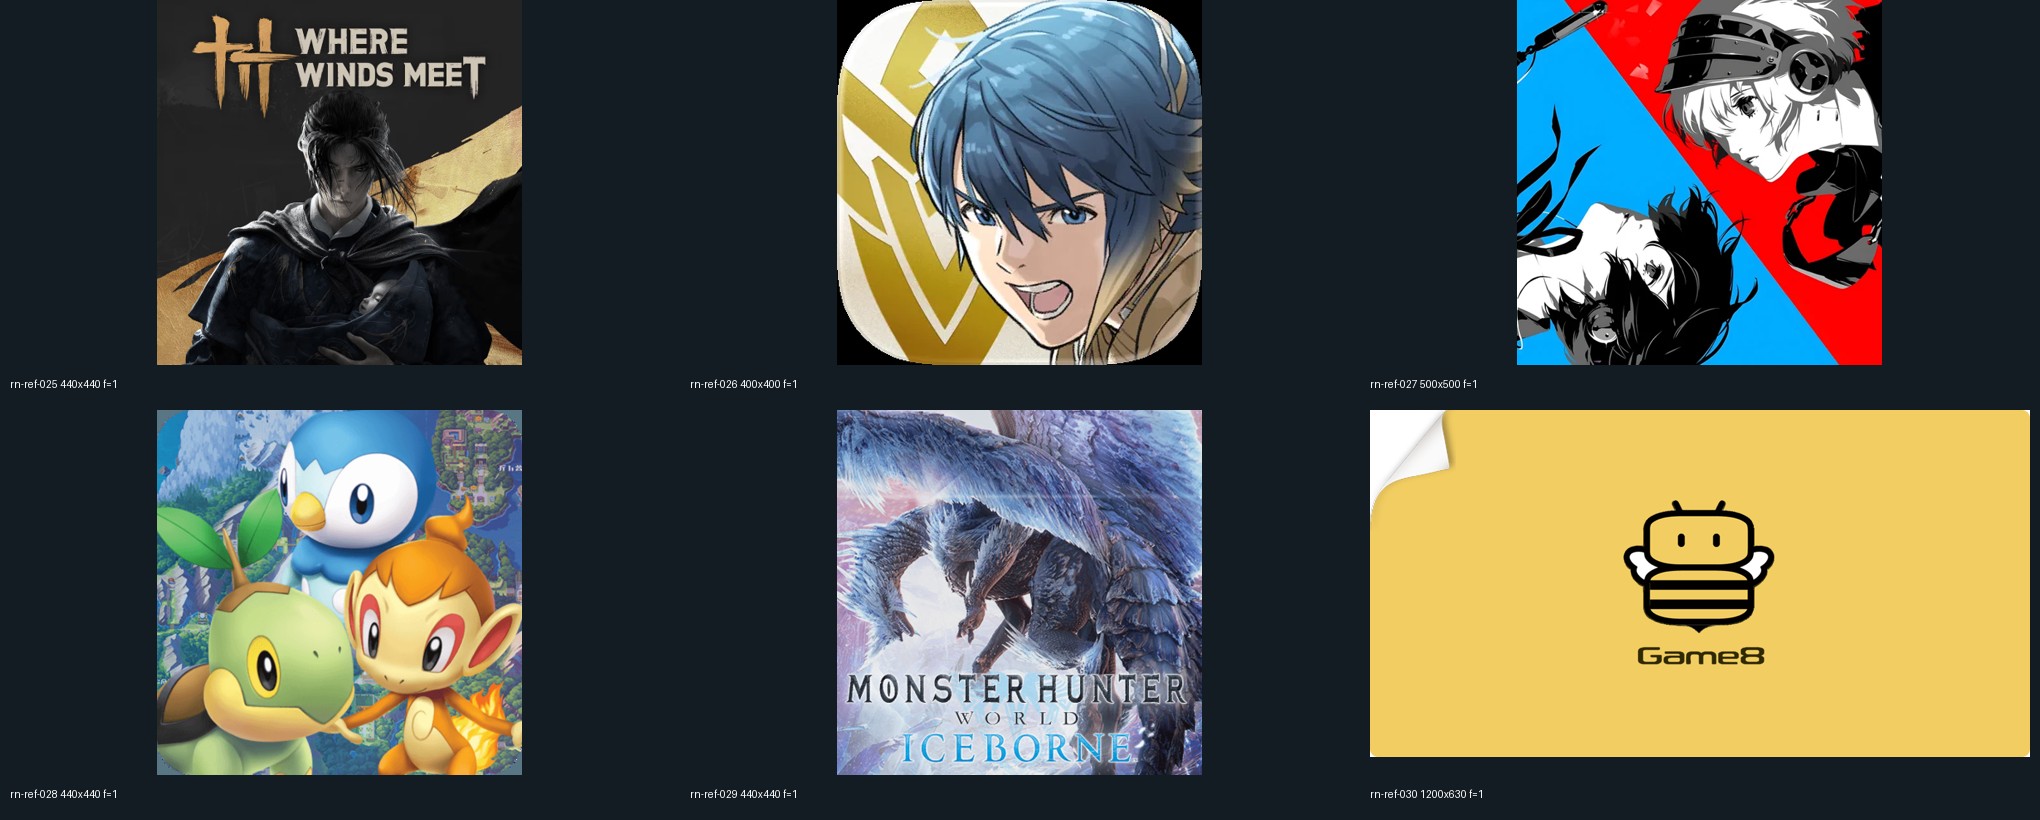 WHERE
WINDS MEET
rn-ref-025 440x440 f=1
rn-ref-026 400x400 f=1
rn-ref-027 500x500 f=1
MONSTER HUNTER
WORLD
ICEBORNE
Game8
rn-ref-028 440x440 f=1
rn-ref-029 440x440 f=1
rn-ref-030 1200x630 f=1